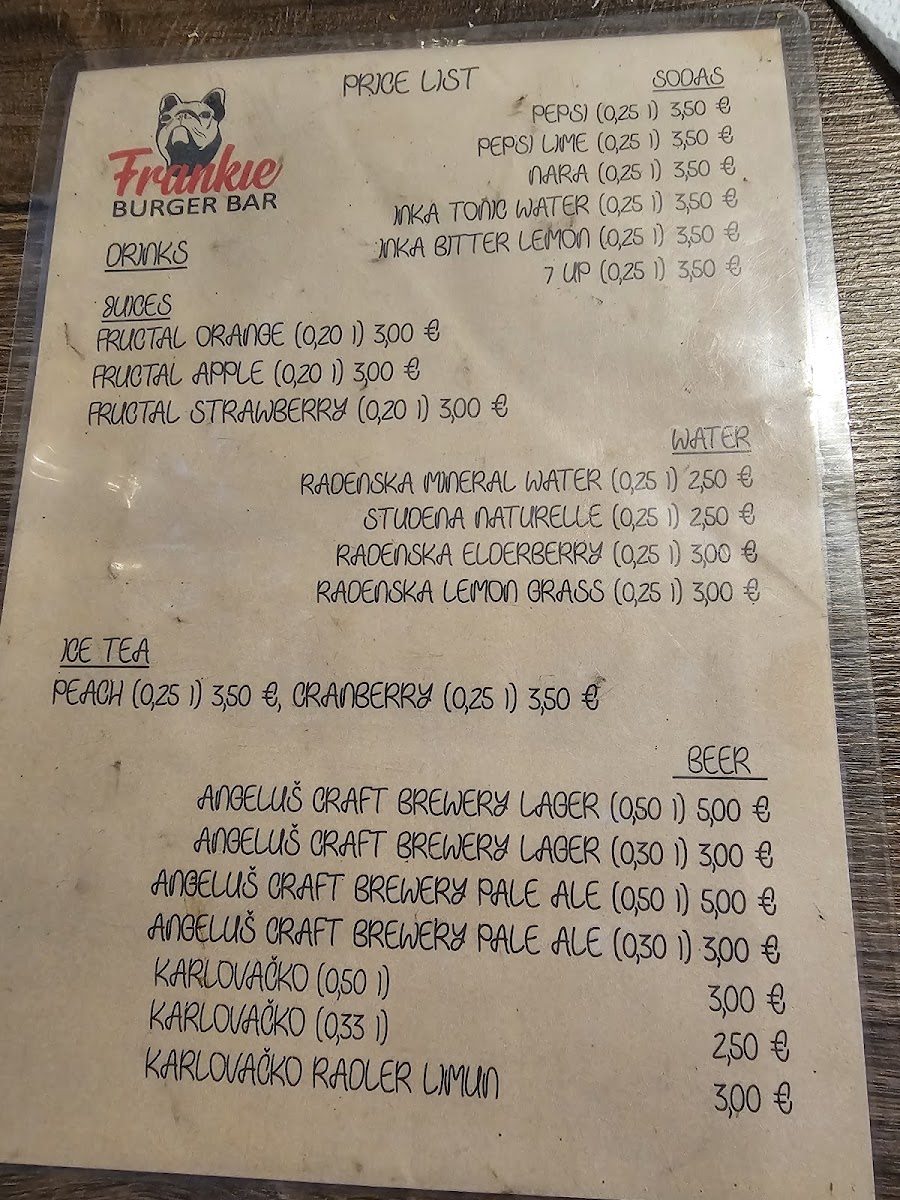 PRICE LIST
Frankie
BURGER BAR
SODAS
PEPSI (0,25 l) 3,50 €
PEPSI LIME (0,25 l) 3,50 €
NARA (0,25 l) 3,50 €
INKA TONIC WATER (0,25 l) 3,50 €
INKA BITTER LEMON (0,25 l) 3,50 €
7 UP (0,25 l) 3,50 €
DRINKS
JUICES
FRUCTAL ORANGE (0,20 l) 3,00 €
FRUCTAL APPLE (0,20 l) 3,00 €
FRUCTAL STRAWBERRY (0,20 l) 3,00 €
WATER
RADENSKA MINERAL WATER (0,25 l) 2,50 €
STUDENA NATURELLE (0,25 l) 2,50 €
RADENSKA ELDERBERRY (0,25 l) 3,00 €
RADENSKA LEMON GRASS (0,25 l) 3,00 €
ICE TEA
PEACH (0,25 l) 3,50 €, CRANBERRY (0,25 l) 3,50 €
BEER
ANGELUŠ CRAFT BREWERY LAGER (0,50 l) 5,00 €
ANGELUŠ CRAFT BREWERY LAGER (0,30 l) 3,00 €
ANGELUŠ CRAFT BREWERY PALE ALE (0,50 l) 5,00 €
ANGELUŠ CRAFT BREWERY PALE ALE (0,30 l) 3,00 €
KARLOVAČKO (0,50 l) 3,00 €
KARLOVAČKO (0,33 l) 2,50 €
KARLOVAČKO RADLER LIMUN 3,00 €